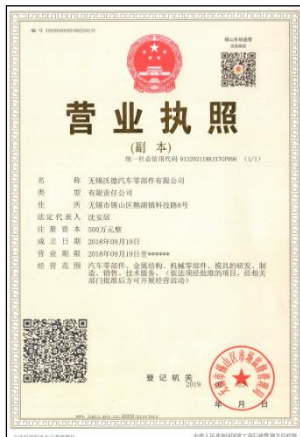 编 号
锡山市场监管
营业执照
(副 本)
统一社会信用代码 (1/1)
名 称 无锡沃德汽车零部件有限公司
类 型 有限责任公司
住 所 无锡市锡山区鹅湖镇科技路8号
法定代表人 沈安居
注 册 资 本 500万元整
成 立 日 期 2018年09月19日
营 业 期 限 2018年09月19日至******
经 营 范 围 汽车零部件、金属结构、机械零部件、模具的研发、制
造、销售、技术服务。(依法须经批准的项目,经相关
部门批准后方可开展经营活动)
登 记 机 关
2019 年 月 日